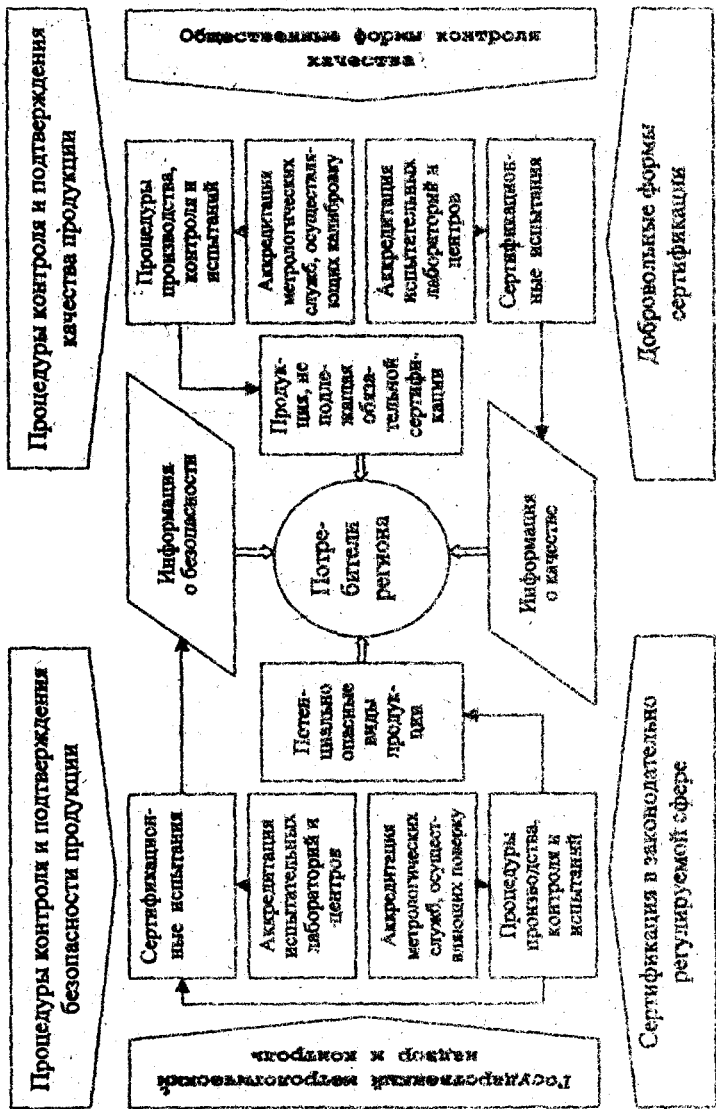 Процедуры контроля и подтверждения
безопасности продукции
Процедуры контроля и подтверждения
качества продукции
Государственный метрологический
надзор и контроль
Сертификацион-
ные испытания
Аккредитация
испытательных
лабораторий и
центров
Аккредитация
метрологических
служб, осущест-
вляющих поверку
Процедуры
производства,
контроля и
испытаний
Потен-
циально
опасные
виды
продук-
ции
Информация
о безопасности
Потре-
бители
региона
Информация
о качестве
Продук-
ция, не
подле-
жащая
обяза-
тельной
сертифи-
кации
Процедуры
производства,
контроля и
испытаний
Аккредитация
метрологических
служб, осуществля-
ющих калибровку
Аккредитация
испытательных
лабораторий и
центров
Сертификацион-
ные испытания
Общественные формы контроля
качества
Сертификация в законодательно
регулируемой сфере
Добровольные формы
сертификации